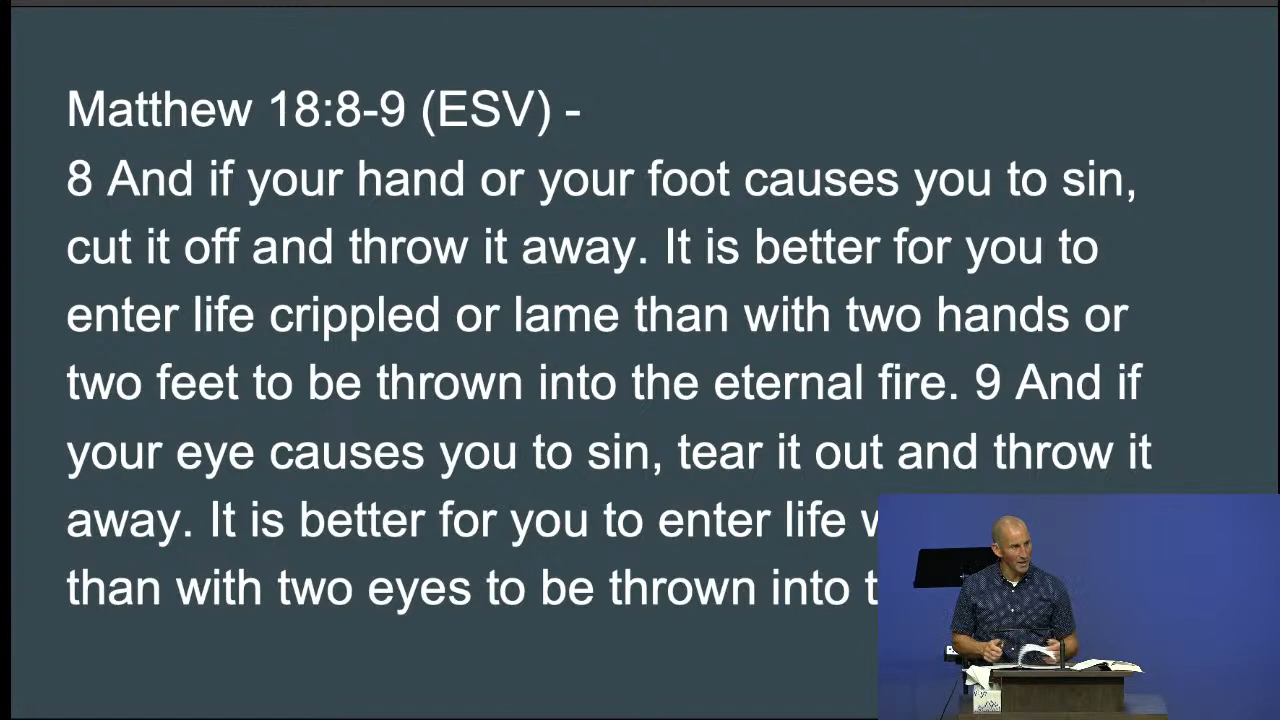 Matthew 18:8-9 (ESV) -
8 And if your hand or your foot causes you to sin,
cut it off and throw it away. It is better for you to
enter life crippled or lame than with two hands or
two feet to be thrown into the eternal fire. 9 And if
your eye causes you to sin, tear it out and throw it
away. It is better for you to enter life
than with two eyes to be thrown into